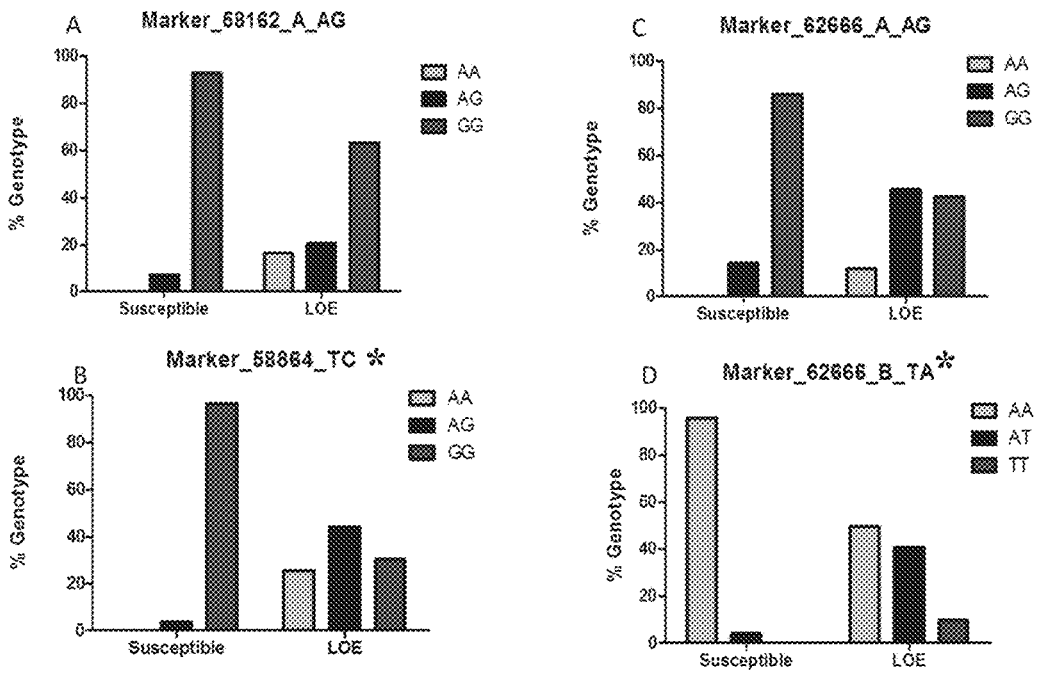 A
Marker_58162_A_AG
% Genotype
100
80
60
40
20
0
Susceptible
LOE
AA
AG
GG
C
Marker_62666_A_AG
% Genotype
100
80
60
40
20
0
Susceptible
LOE
AA
AG
GG
B
Marker_58864_TC *
% Genotype
100
80
60
40
20
0
Susceptible
LOE
AA
AG
GG
D
Marker_62666_B_TA*
% Genotype
100
80
60
40
20
0
Susceptible
LOE
AA
AT
TT